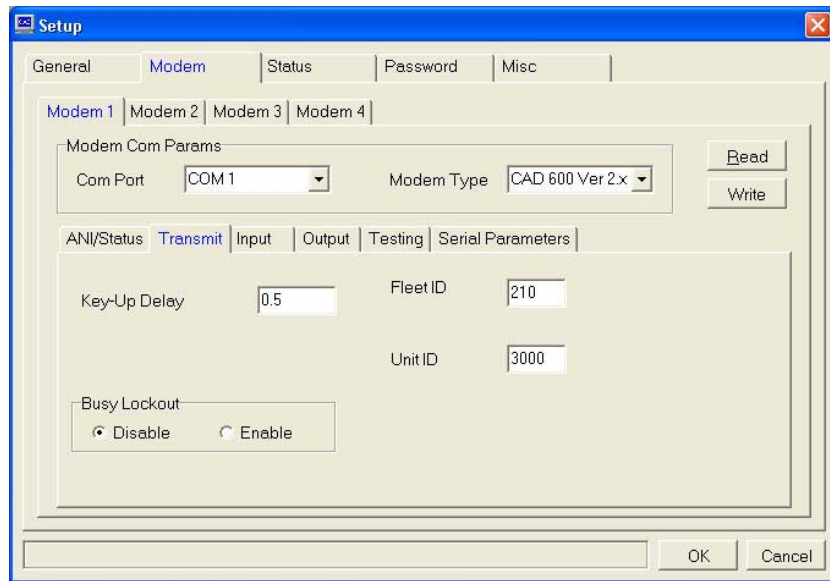 Setup
General Modem Status Password Misc
Modem 1 Modem 2 Modem 3 Modem 4
Modem Com Params
Com Port COM 1 Modem Type CAD 600 Ver 2.x
Read
Write
ANI/Status Transmit Input Output Testing Serial Parameters
Key-Up Delay 0.5 Fleet ID 210
Unit ID 3000
Busy Lockout
Disable Enable
OK Cancel